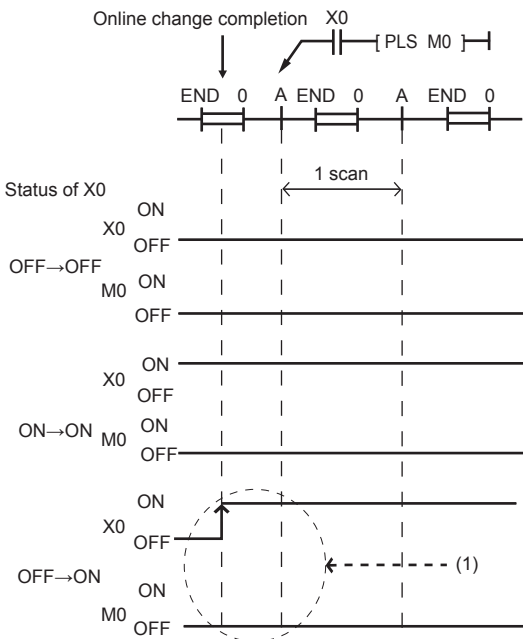 Online change completion
X0
PLS M0
END 0 A END 0 A END 0
1 scan
Status of X0
ON
X0
OFF
OFF→OFF
ON
M0
OFF
ON
X0
OFF
ON→ON
ON
M0
OFF
ON
X0
OFF
(1)
OFF→ON
ON
M0
OFF